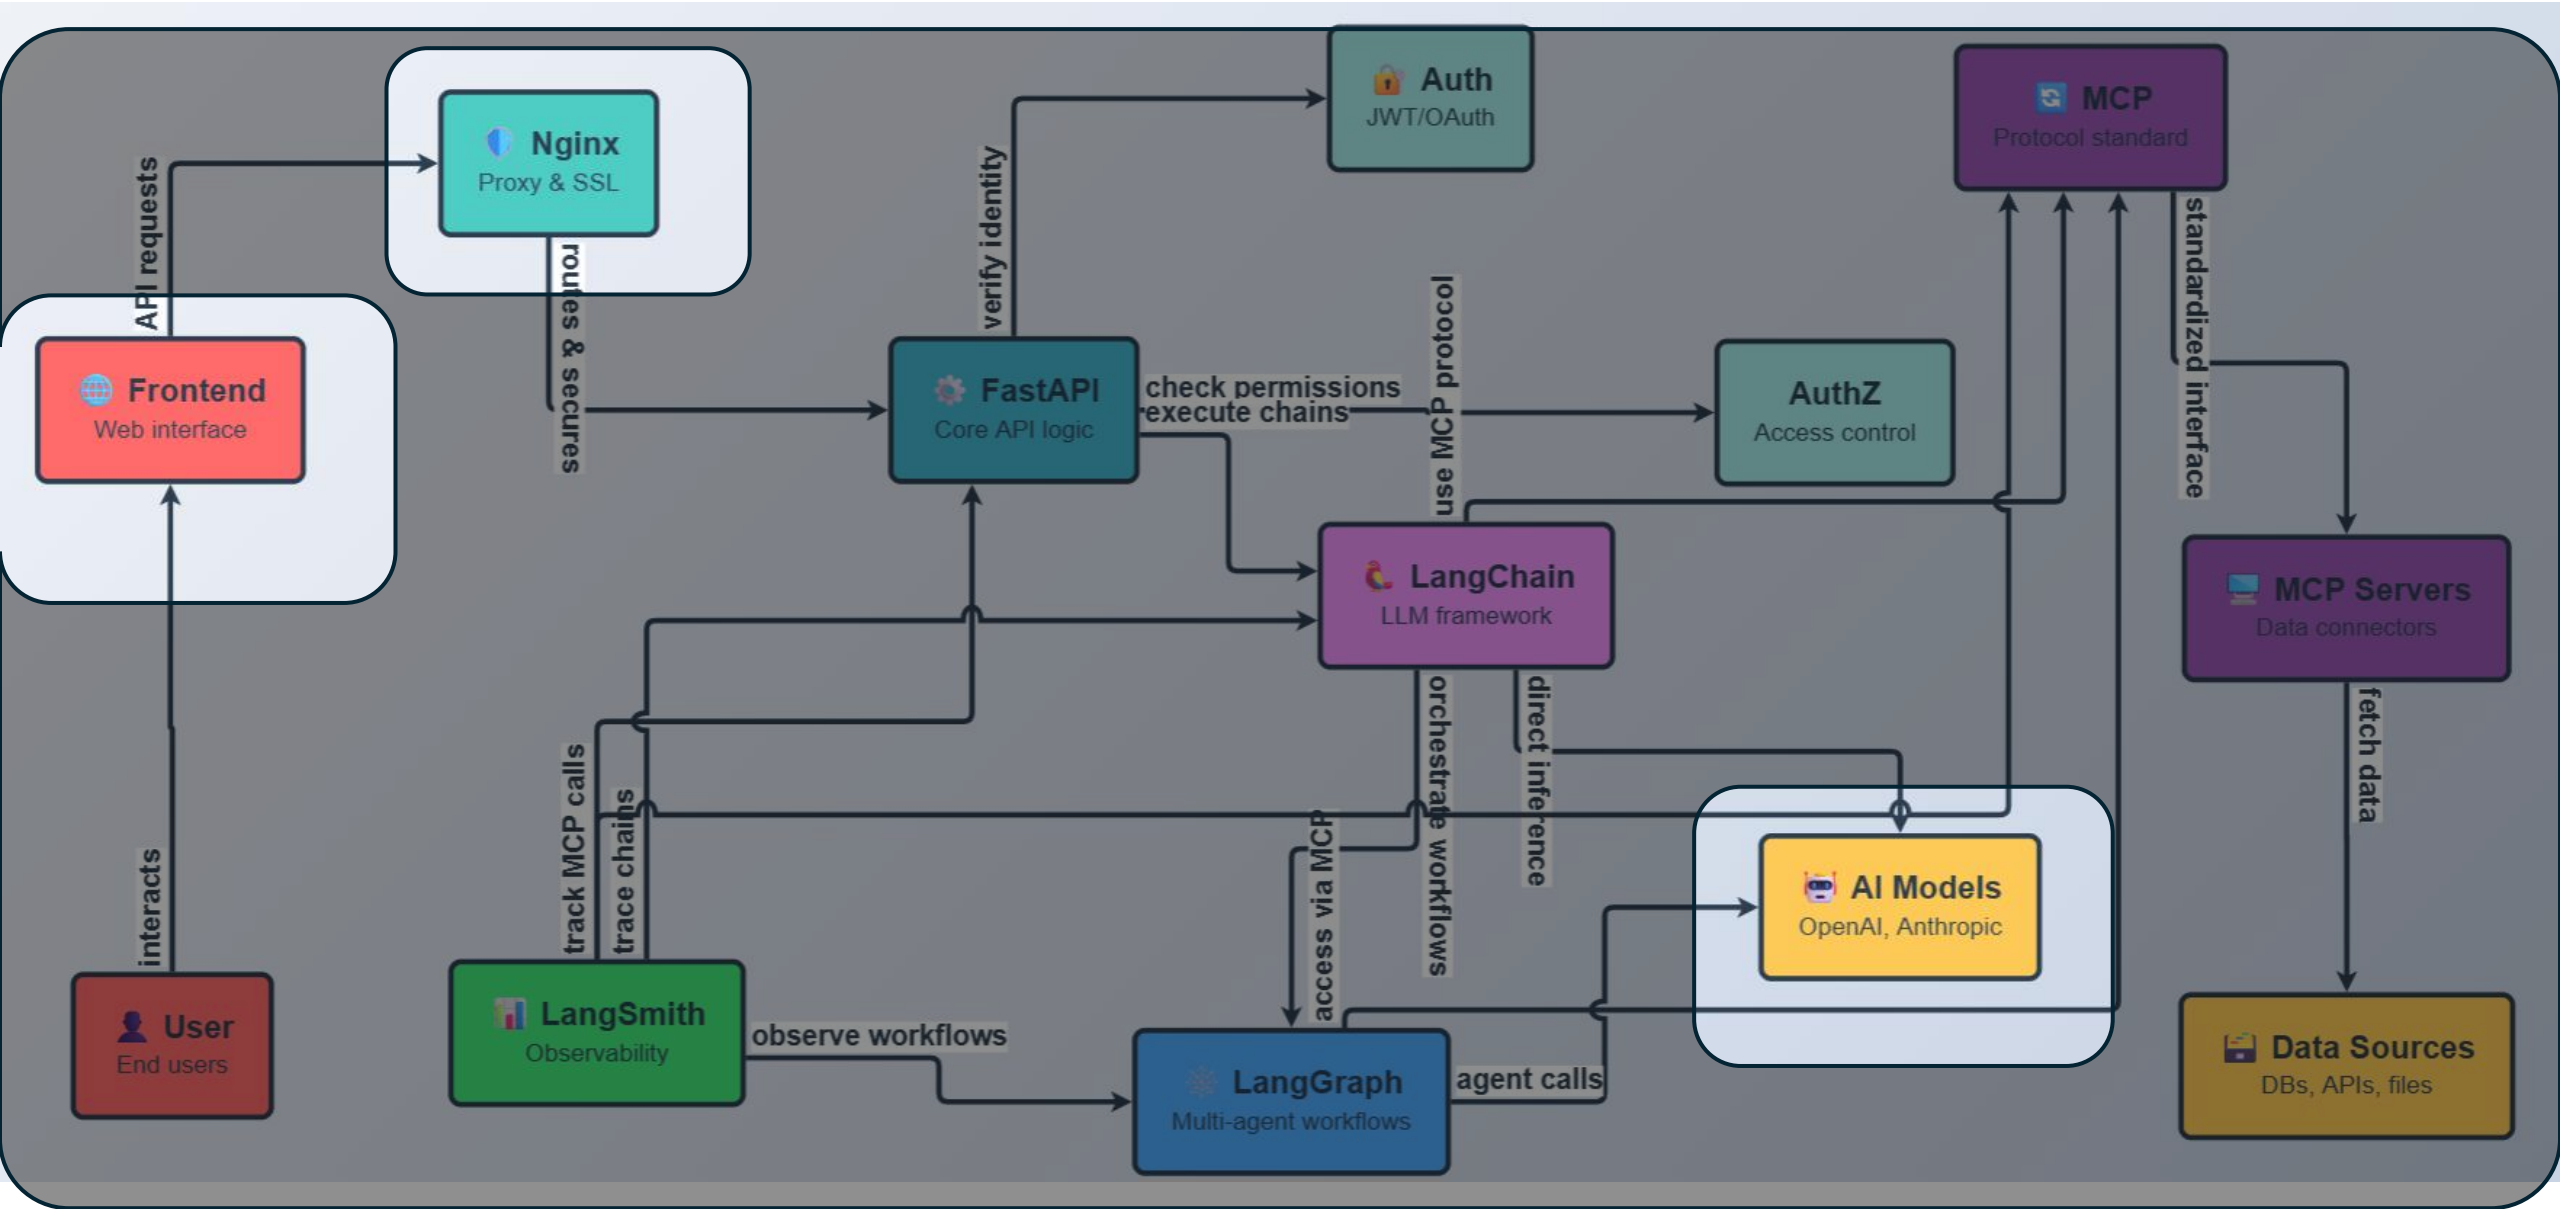 Auth
JWT/OAuth
MCP
Protocol standard
Nginx
Proxy & SSL
API requests
routes & secures
verify identity
use MCP protocol
standardized interface
Frontend
Web interface
FastAPI
Core API logic
check permissions
execute chains
AuthZ
Access control
LangChain
LLM framework
MCP Servers
Data connectors
orchestrate workflows
direct inference
fetch data
track MCP calls
trace chains
access via MCP
interacts
AI Models
OpenAI, Anthropic
User
End users
LangSmith
Observability
observe workflows
LangGraph
Multi-agent workflows
agent calls
Data Sources
DBs, APIs, files